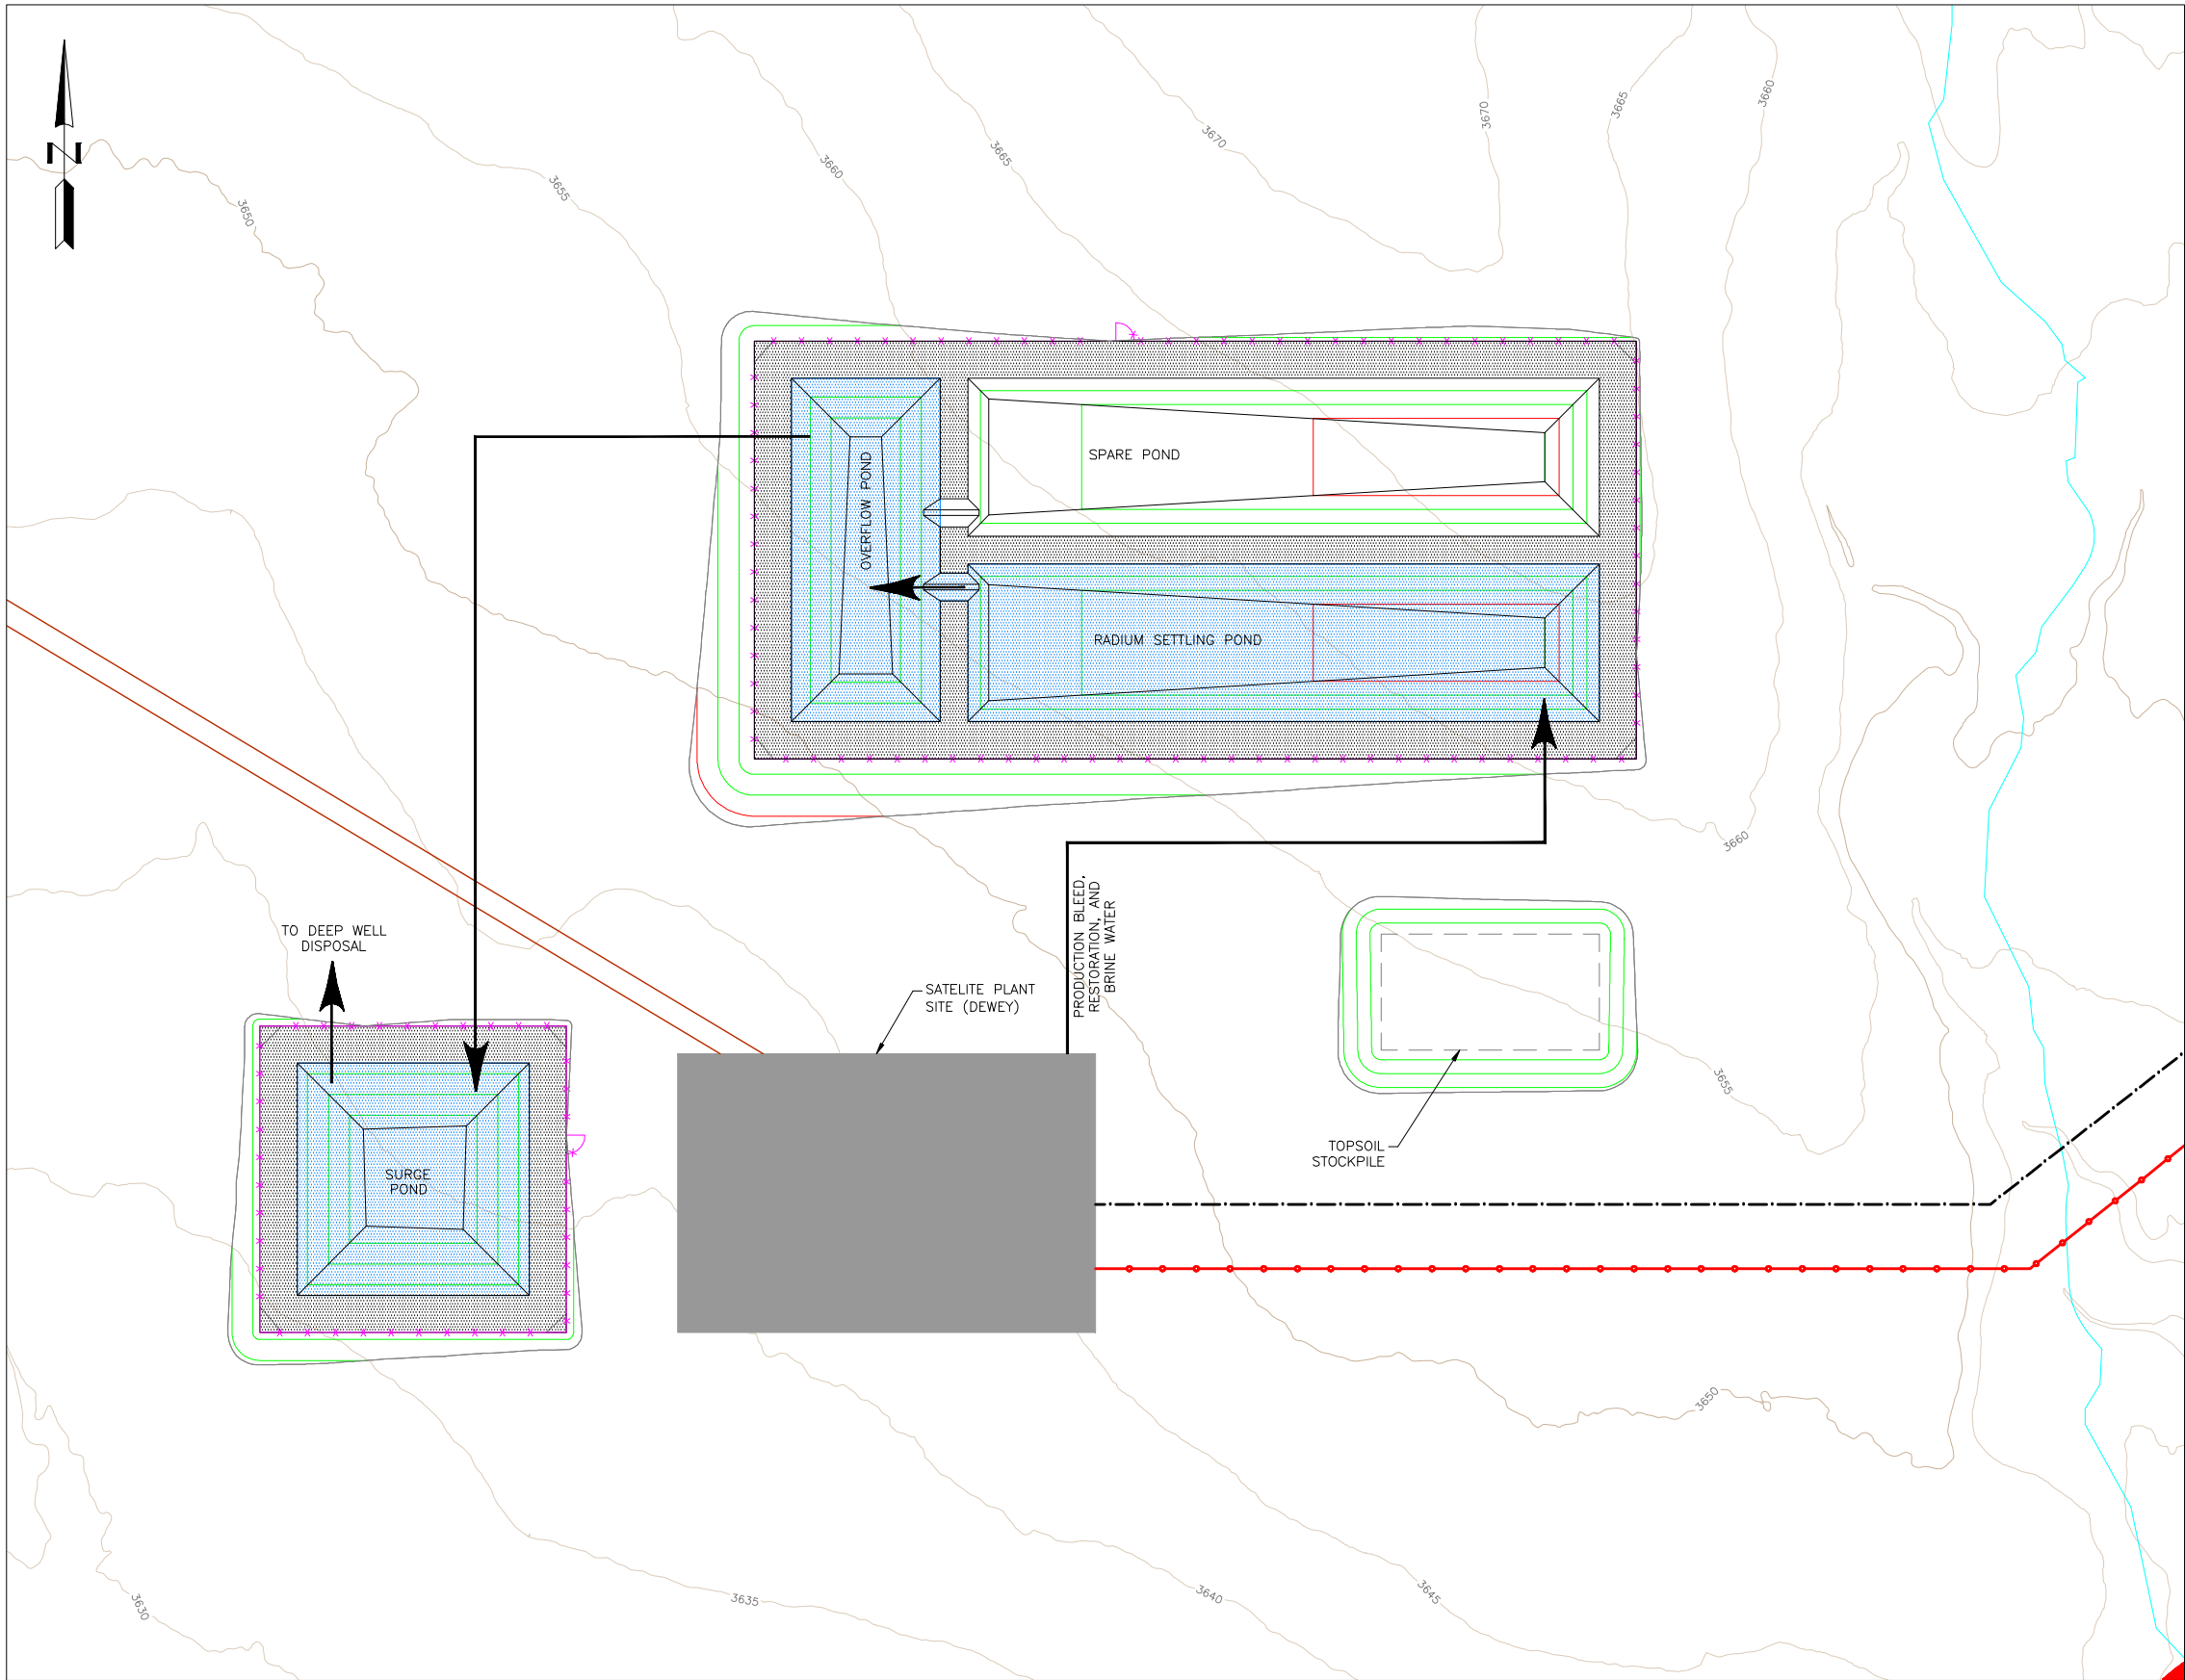 3670
3665
3660
3670
3665
3660
3655
N
3650
SPARE POND
OVERFLOW POND
RADIUM SETTLING POND
3660
PRODUCTION BLEED,
RESTORATION, AND
BRINE WATER
TO DEEP WELL
DISPOSAL
SATELITE PLANT
SITE (DEWEY)
3655
TOPSOIL
STOCKPILE
SURGE
POND
3650
3630
3635
3640
3645